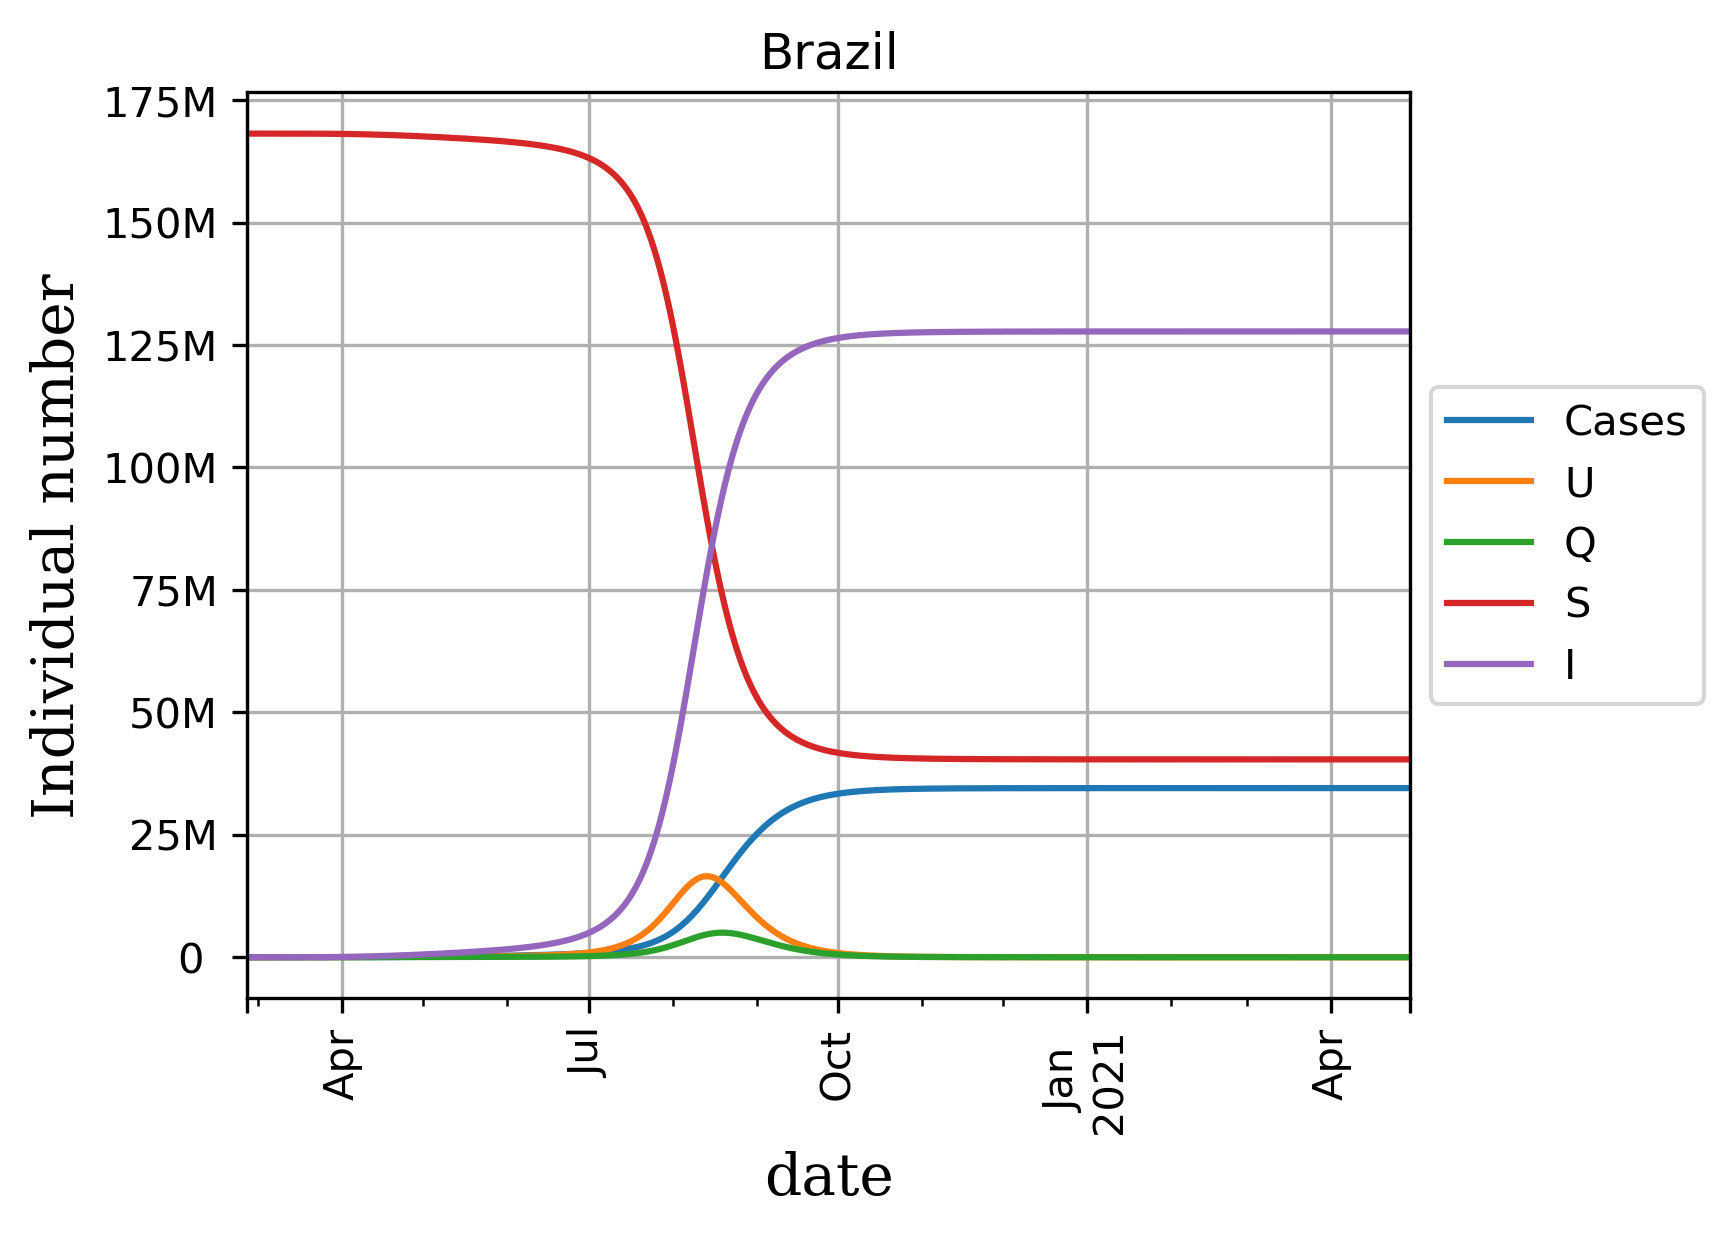 Brazil
175M
150M
125M
100M
75M
50M
25M
0
Individual number
Apr
Jul
Oct
Jan
2021
Apr
date
Cases
U
Q
S
I